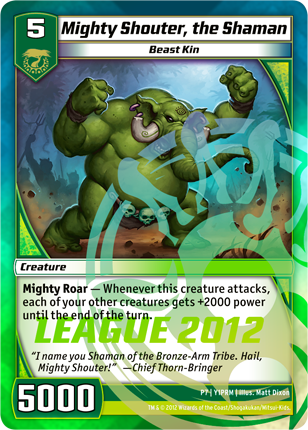 5
Mighty Shouter, the Shaman
Beast Kin
Creature
Mighty Roar — Whenever this creature attacks,
each of your other creatures gets +2000 power
until the end of the turn.
LEAGUE 2012
“I name you Shaman of the Bronze-Arm Tribe. Hail,
Mighty Shouter!” —Chief Thorn-Bringer
5000
P7 | Y1PRM | Illus. Matt Dixon
TM & © 2012 Wizards of the Coast/Shogakukan/Mitsui-Kids.